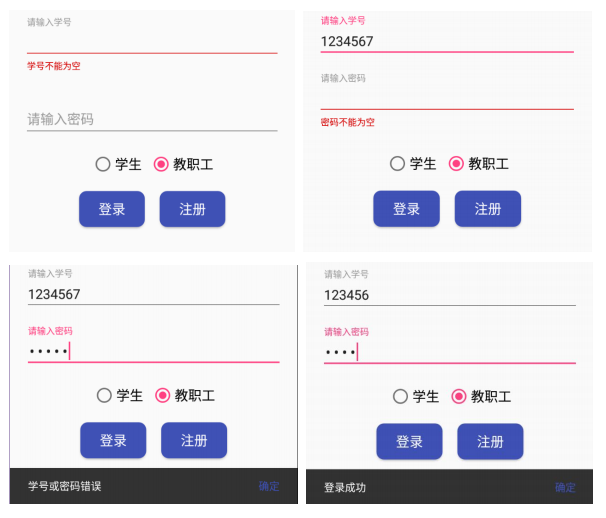 请输入学号
学号不能为空
请输入密码
学生 教职工
登录 注册
请输入学号
1234567
请输入密码
密码不能为空
学生 教职工
登录 注册
请输入学号
1234567
请输入密码
•••••
学生 教职工
登录 注册
学号或密码错误 确定
请输入学号
123456
请输入密码
••••
学生 教职工
登录 注册
登录成功 确定